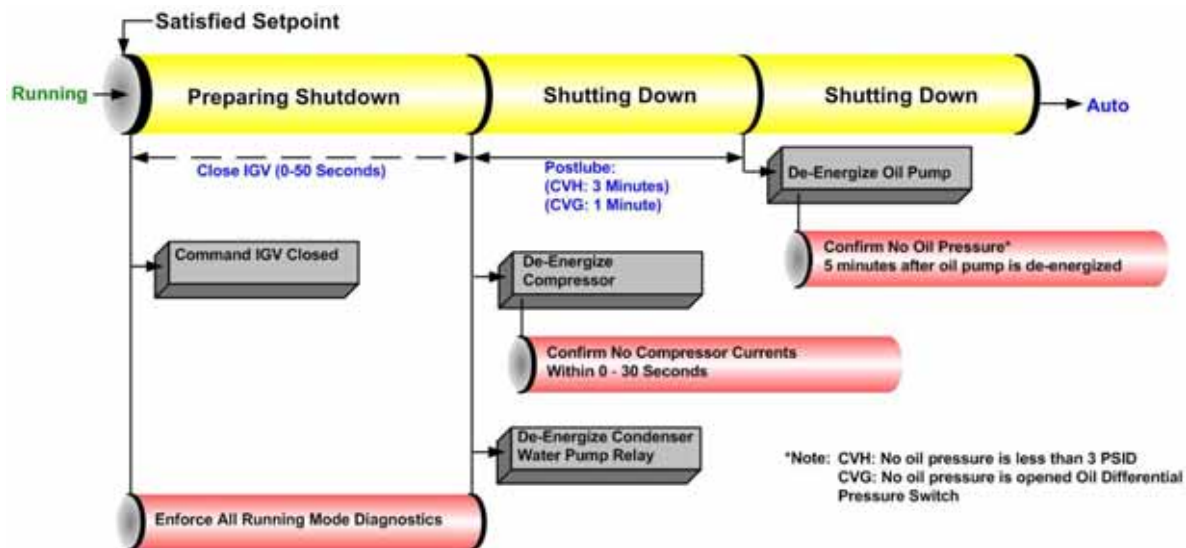 Satisfied Setpoint
Running
Preparing Shutdown
Shutting Down
Shutting Down
Auto
Close IGV (0-50 Seconds)
Postlube:
(CVH: 3 Minutes)
(CVG: 1 Minute)
De-Energize Oil Pump
Command IGV Closed
De-Energize
Compressor
Confirm No Oil Pressure*
5 minutes after oil pump is de-energized
Confirm No Compressor Currents
Within 0 - 30 Seconds
De-Energize Condenser
Water Pump Relay
*Note: CVH: No oil pressure is less than 3 PSID
CVG: No oil pressure is opened Oil Differential
Pressure Switch
Enforce All Running Mode Diagnostics